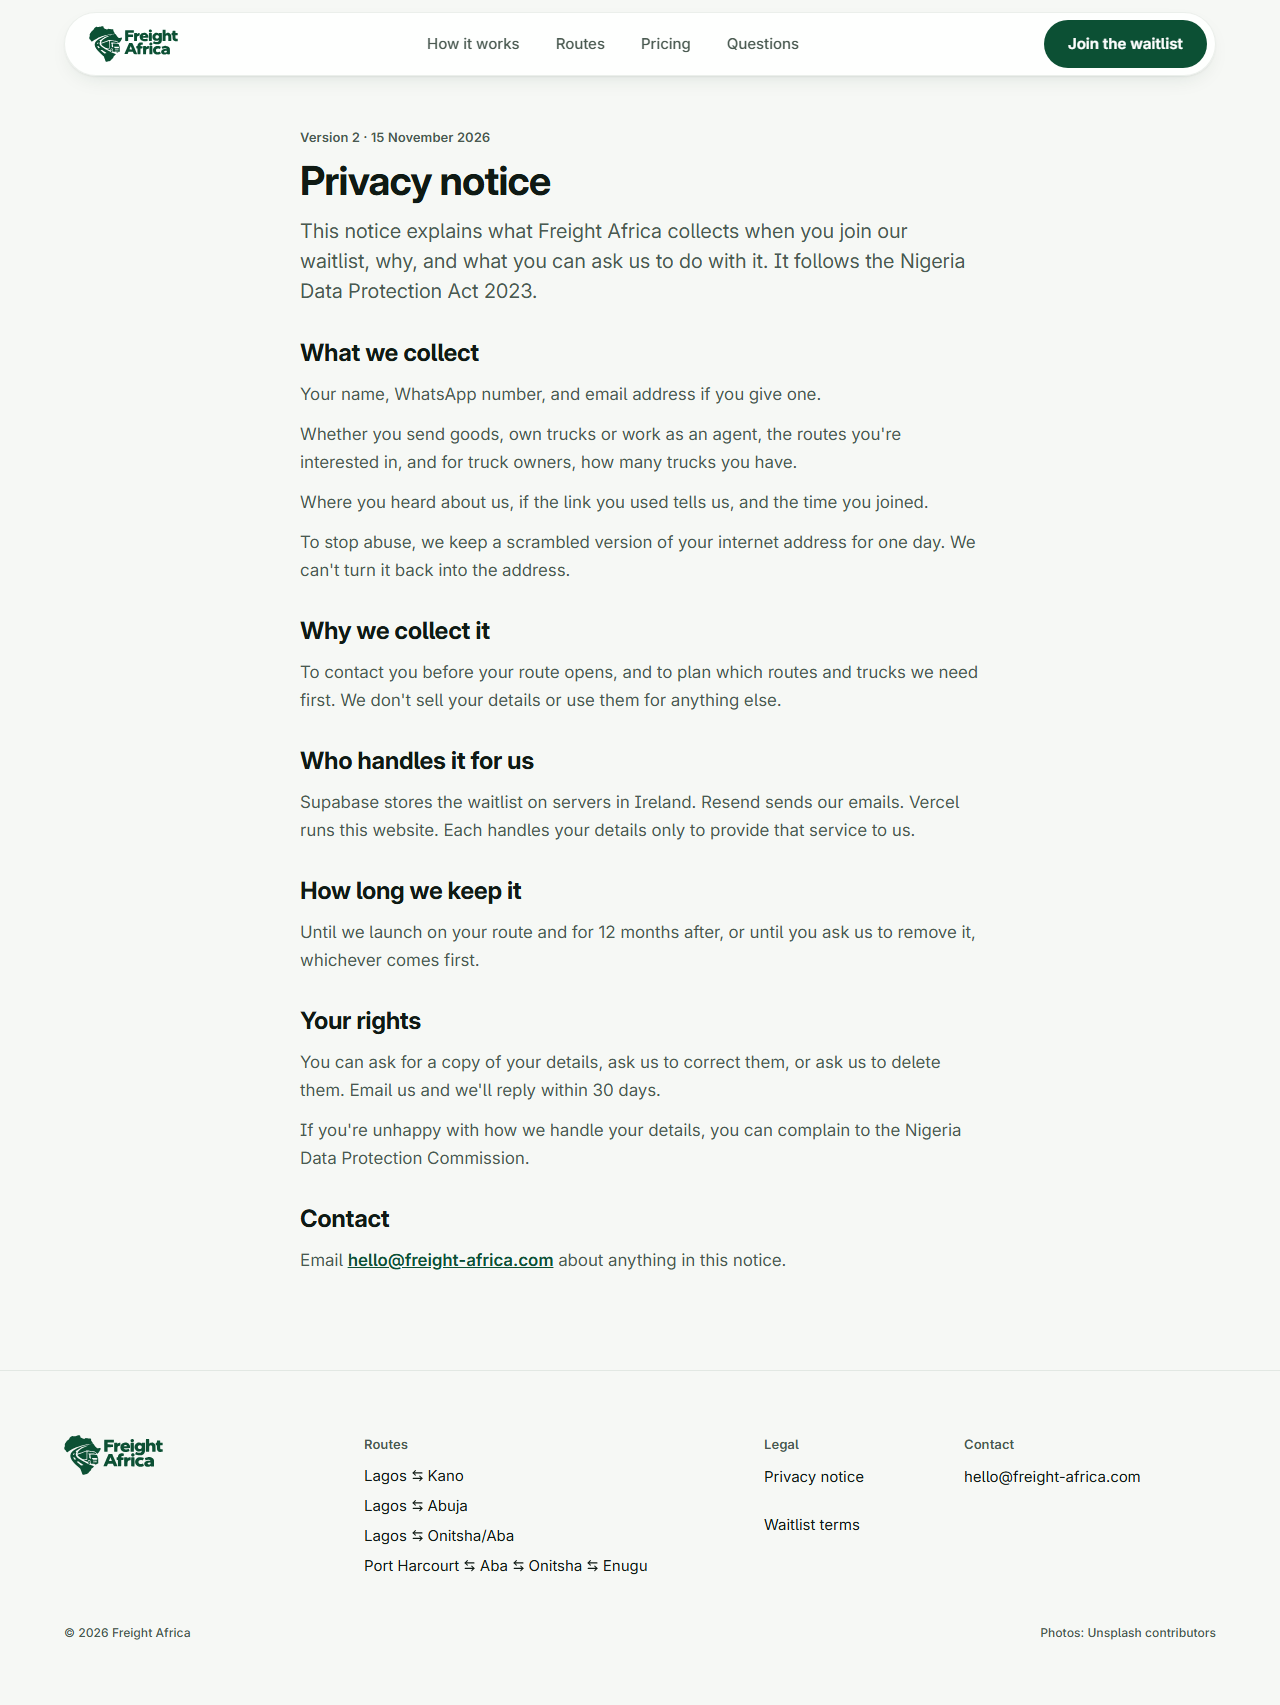 Freight
Africa
How it works
Routes
Pricing
Questions
Join the waitlist
Version 2 · 15 November 2026
Privacy notice
This notice explains what Freight Africa collects when you join our
waitlist, why, and what you can ask us to do with it. It follows the Nigeria
Data Protection Act 2023.
What we collect
Your name, WhatsApp number, and email address if you give one.
Whether you send goods, own trucks or work as an agent, the routes you're
interested in, and for truck owners, how many trucks you have.
Where you heard about us, if the link you used tells us, and the time you joined.
To stop abuse, we keep a scrambled version of your internet address for one day. We
can't turn it back into the address.
Why we collect it
To contact you before your route opens, and to plan which routes and trucks we need
first. We don't sell your details or use them for anything else.
Who handles it for us
Supabase stores the waitlist on servers in Ireland. Resend sends our emails. Vercel
runs this website. Each handles your details only to provide that service to us.
How long we keep it
Until we launch on your route and for 12 months after, or until you ask us to remove it,
whichever comes first.
Your rights
You can ask for a copy of your details, ask us to correct them, or ask us to delete
them. Email us and we'll reply within 30 days.
If you're unhappy with how we handle your details, you can complain to the Nigeria
Data Protection Commission.
Contact
Email hello@freight-africa.com about anything in this notice.
Freight
Africa
Routes
Lagos ⇆ Kano
Lagos ⇆ Abuja
Lagos ⇆ Onitsha/Aba
Port Harcourt ⇆ Aba ⇆ Onitsha ⇆ Enugu
Legal
Privacy notice
Waitlist terms
Contact
hello@freight-africa.com
© 2026 Freight Africa
Photos: Unsplash contributors